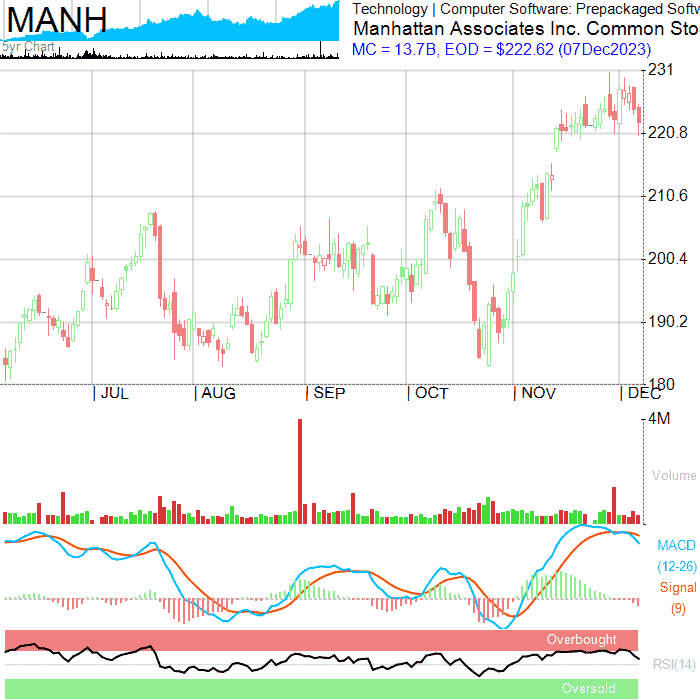 MANH
5yr Chart
Technology | Computer Software: Prepackaged Softw
Manhattan Associates Inc. Common Sto
MC = 13.7B, EOD = $222.62 (07Dec2023)
231
220.8
210.6
200.4
190.2
180
JUL AUG SEP OCT NOV DEC
4M
Volume
MACD
(12-26)
Signal
(9)
Overbought
RSI(14)
Oversold